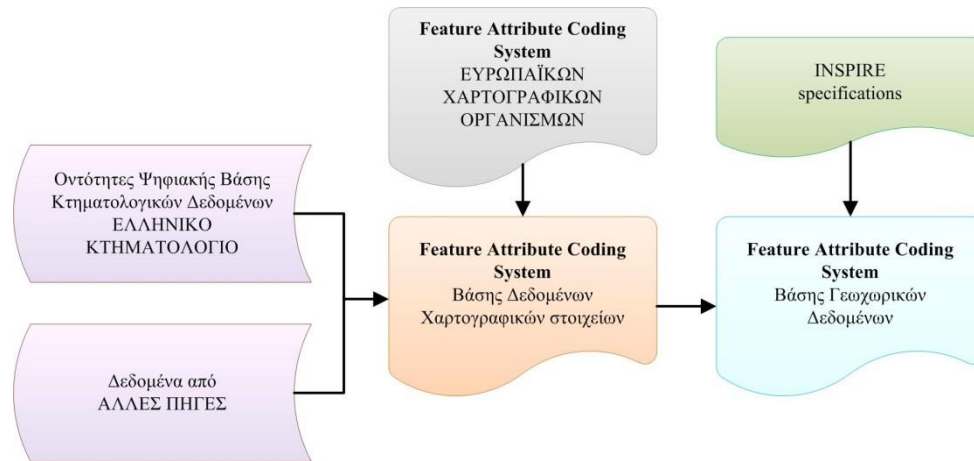 Feature Attribute Coding
System
ΕΥΡΩΠΑΪΚΩΝ
ΧΑΡΤΟΓΡΑΦΙΚΩΝ
ΟΡΓΑΝΙΣΜΩΝ
INSPIRE
specifications
Οντότητες Ψηφιακής Βάσης
Κτηματολογικών Δεδομένων
ΕΛΛΗΝΙΚΟ
ΚΤΗΜΑΤΟΛΟΓΙΟ
Feature Attribute Coding
System
Βάσης Δεδομένων
Χαρτογραφικών στοιχείων
Feature Attribute Coding
System
Βάσης Γεωχωρικών
Δεδομένων
Δεδομένα από
ΑΛΛΕΣ ΠΗΓΕΣ